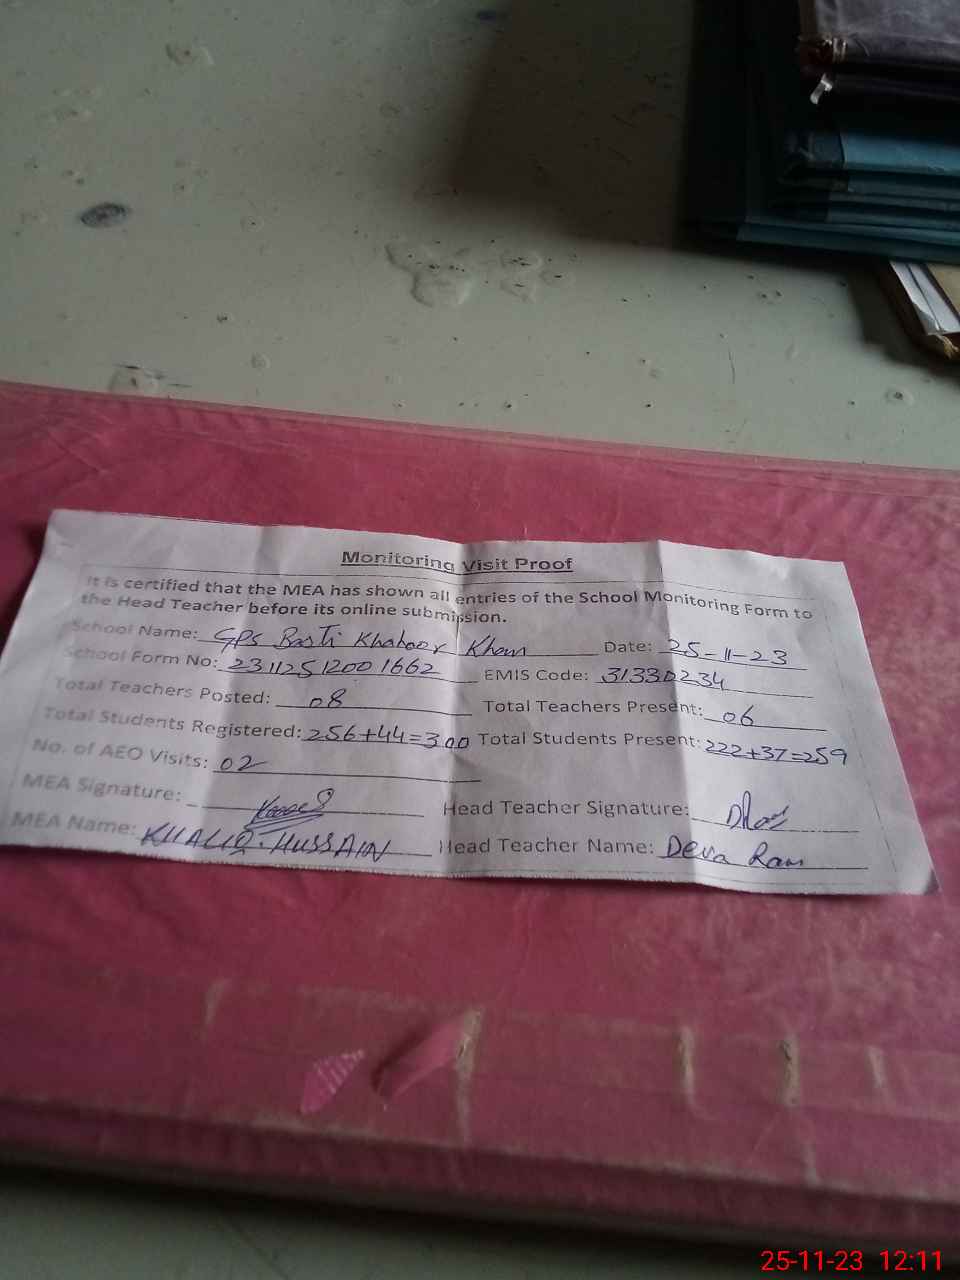 Monitoring Visit Proof
It is certified that the MEA has shown all entries of the School Monitoring Form to
the Head Teacher before its online submission.
School Name: GPS Basti Khahoor Khan Date: 25-11-23
School Form No: 2311251200 1662 EMIS Code: 31330234
Total Teachers Posted: 08 Total Teachers Present: 06
Total Students Registered: 256+44=300 Total Students Present: 222+37=259
No. of AEO Visits: 02
MEA Signature: Head Teacher Signature:
MEA Name: KHALIQ. HUSSAIN Head Teacher Name: Deva Ram
25-11-23 12:11